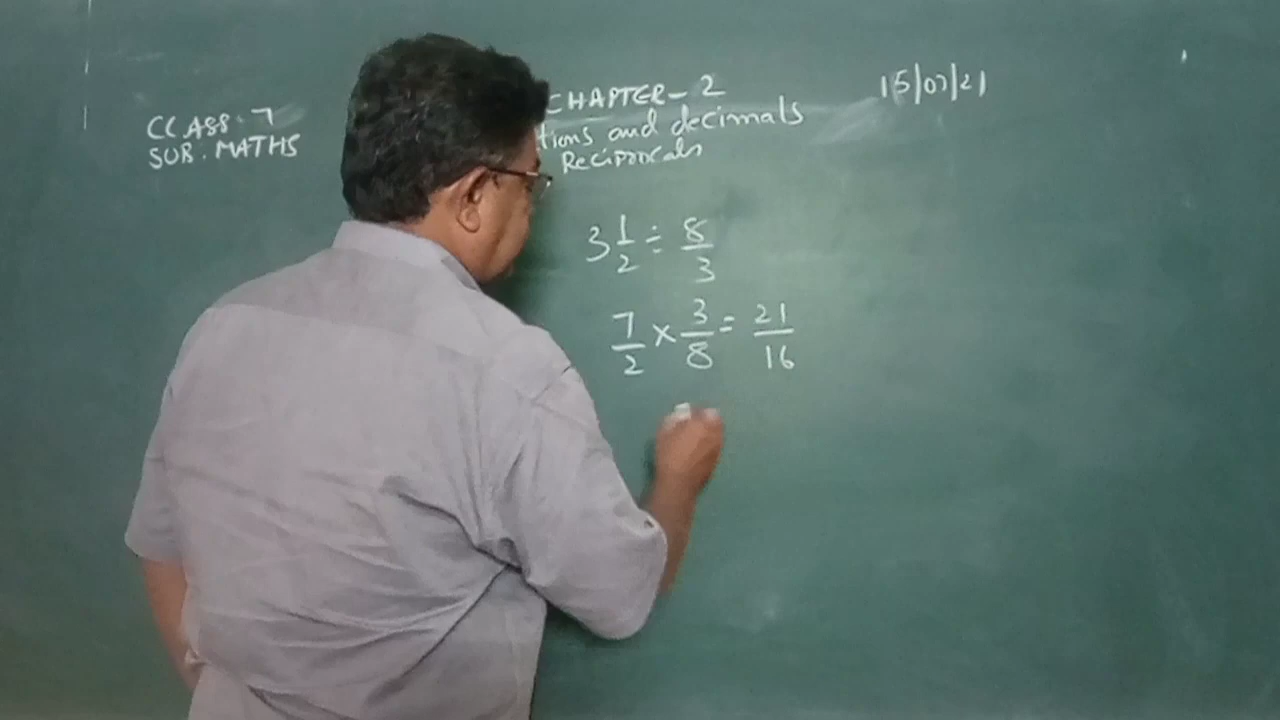 CLASS: 7
SUB. MATHS
CHAPTER - 2
tions and decimals
Reciprocals
15/07/21
3 1/2 ÷ 8/3
7/2 × 3/8 = 21/16